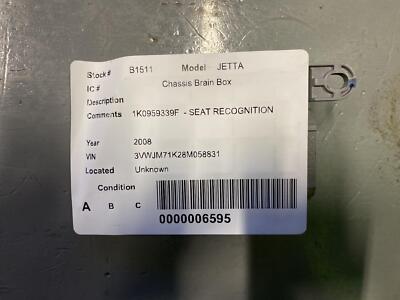 Stock# B1511 Model JETTA
IC # Chassis Brain Box
Description
Comments 1K0959339F - SEAT RECOGNITION
Year 2008
VIN 3VWJM71K28M058831
Located Unknown
Condition
A B C 0000006595